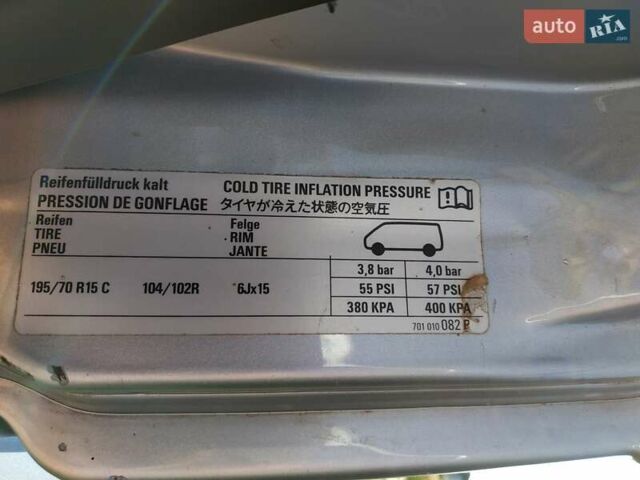 auto RIA .com
Reifenfülldruck kalt COLD TIRE INFLATION PRESSURE
PRESSION DE GONFLAGE タイヤが冷えた状態の空気圧
Reifen Felge
TIRE RIM
PNEU JANTE
3,8 bar 4,0 bar
195/70 R15 C 104/102R 6Jx15 55 PSI 57 PSI
380 KPA 400 KPA
701 010 082 P